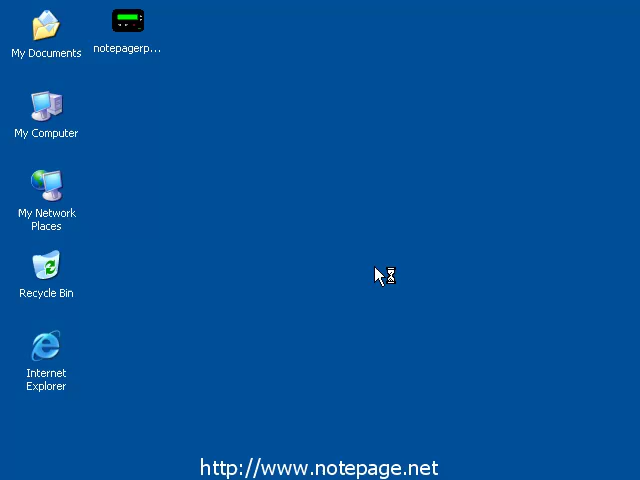 My Documents
notepagerp...
My Computer
My Network
Places
Recycle Bin
Internet
Explorer
http://www.notepage.net